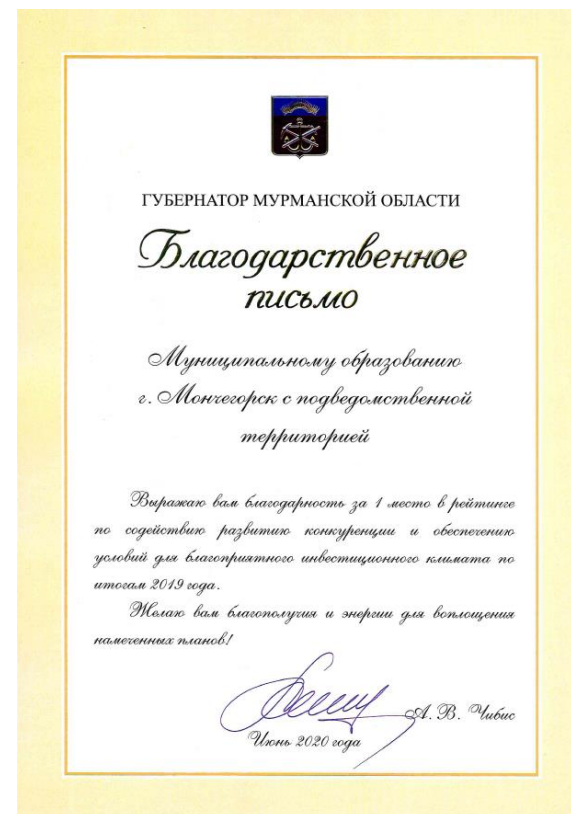 ГУБЕРНАТОР МУРМАНСКОЙ ОБЛАСТИ
Благодарственное
письмо
Муниципальному образованию
г. Мончегорск с подведомственной
территорией
Выражаю вам благодарность за 1 место в рейтинге
по содействию развитию конкуренции и обеспечению
условий для благоприятного инвестиционного климата по
итогам 2019 года.
Желаю вам благополучия и энергии для воплощения
намеченных планов!
А. В. Чибис
Июнь 2020 года